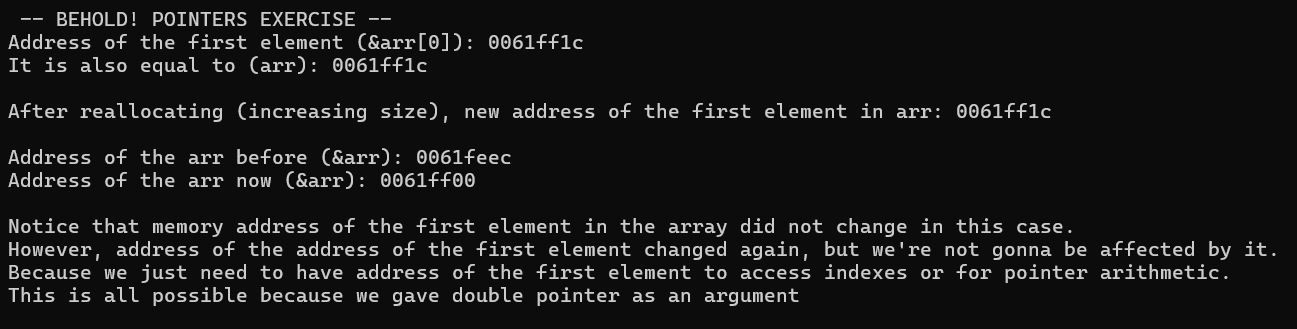 -- BEHOLD! POINTERS EXERCISE --
Address of the first element (&arr[0]): 0061ff1c
It is also equal to (arr): 0061ff1c
After reallocating (increasing size), new address of the first element in arr: 0061ff1c
Address of the arr before (&arr): 0061feec
Address of the arr now (&arr): 0061ff00
Notice that memory address of the first element in the array did not change in this case.
However, address of the address of the first element changed again, but we're not gonna be affected by it.
Because we just need to have address of the first element to access indexes or for pointer arithmetic.
This is all possible because we gave double pointer as an argument